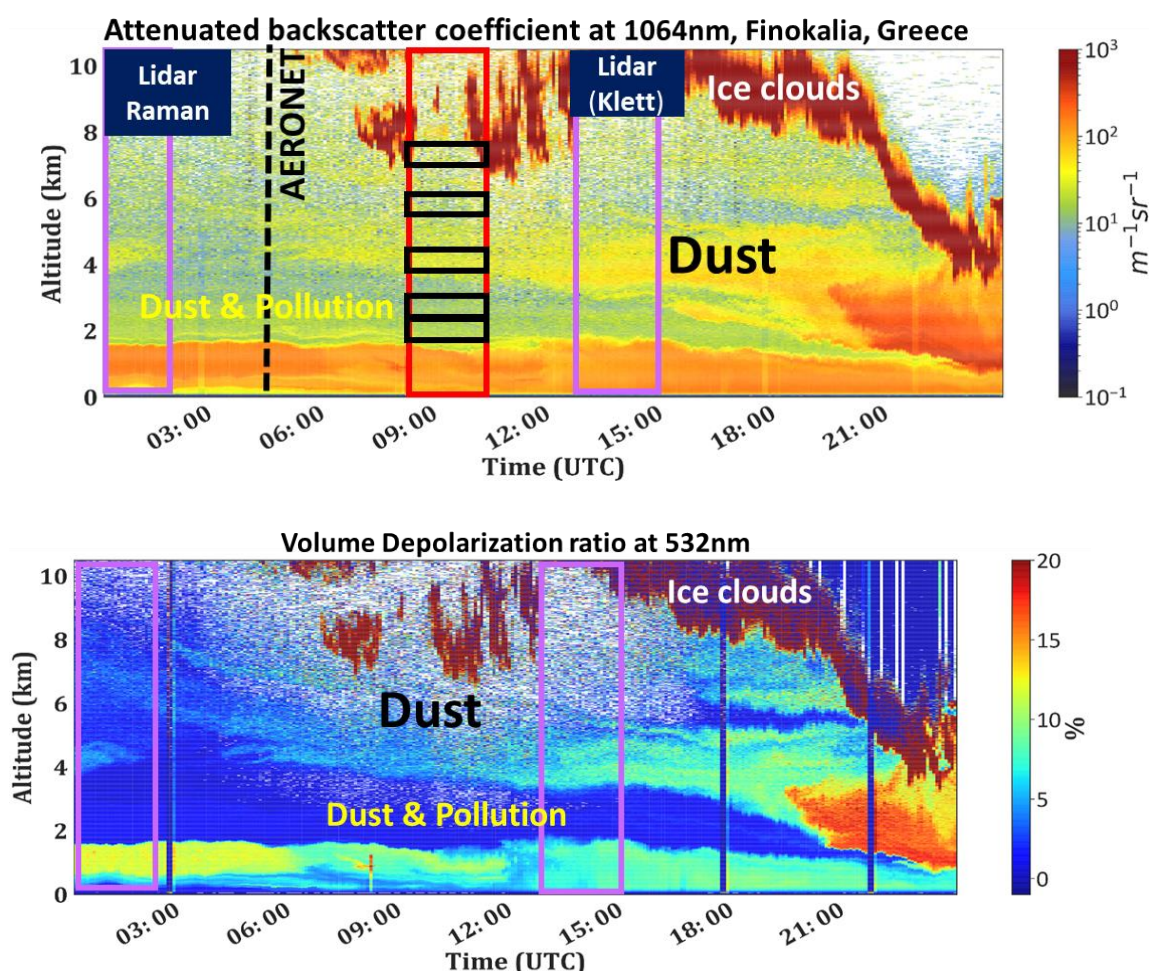 Attenuated backscatter coefficient at 1064nm, Finokalia, Greece
10
8
6
4
2
0
Altitude (km)
Lidar
Raman
AERONET
Lidar
(Klett)
Ice clouds
Dust
Dust & Pollution
03: 00
06: 00
09: 00
12: 00
15: 00
18: 00
21: 00
Time (UTC)
10³
10²
10¹
10⁰
10⁻¹
m⁻¹sr⁻¹
Volume Depolarization ratio at 532nm
10
8
6
4
2
0
Altitude (km)
Ice clouds
Dust
Dust & Pollution
03: 00
06: 00
09: 00
12: 00
15: 00
18: 00
21: 00
Time (UTC)
20
15
10
5
0
%